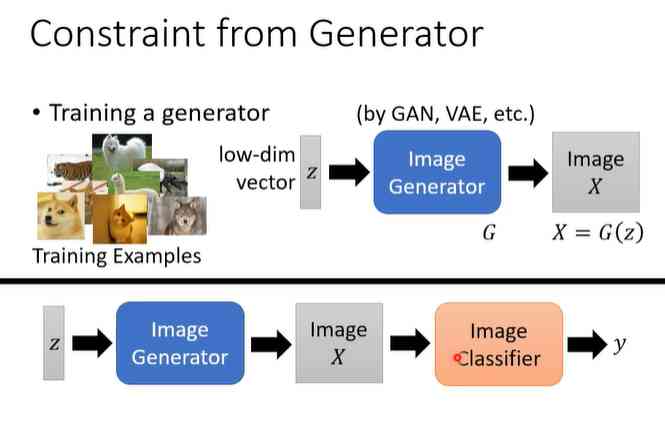 Constraint from Generator
• Training a generator
(by GAN, VAE, etc.)
low-dim
vector
z
Image
Generator
Image
X
G
X = G(z)
Training Examples
z
Image
Generator
Image
X
Image
Classifier
y